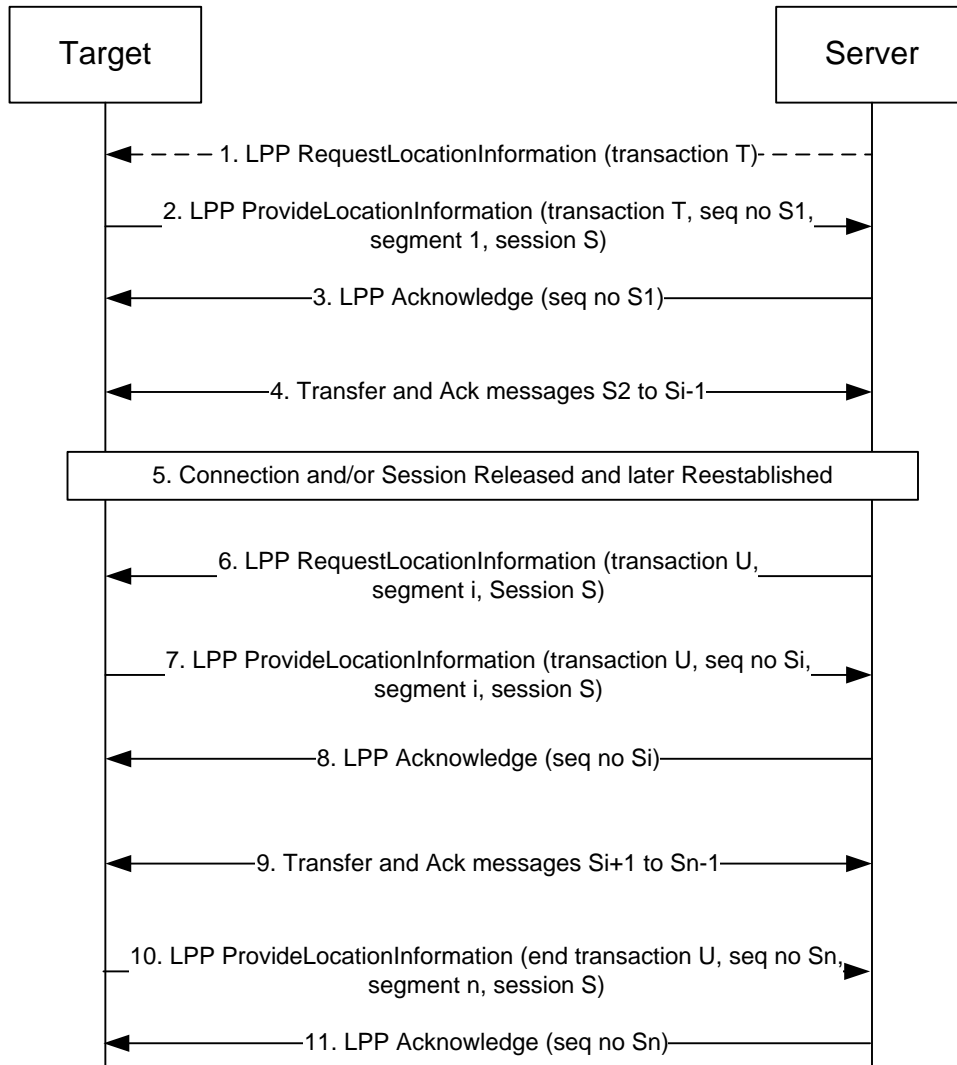 Target
Server
1. LPP RequestLocationInformation (transaction T)
2. LPP ProvideLocationInformation (transaction T, seq no S1,
segment 1, session S)
3. LPP Acknowledge (seq no S1)
4. Transfer and Ack messages S2 to Si-1
5. Connection and/or Session Released and later Reestablished
6. LPP RequestLocationInformation (transaction U,
segment i, Session S)
7. LPP ProvideLocationInformation (transaction U, seq no Si,
segment i, session S)
8. LPP Acknowledge (seq no Si)
9. Transfer and Ack messages Si+1 to Sn-1
10. LPP ProvideLocationInformation (end transaction U, seq no Sn,
segment n, session S)
11. LPP Acknowledge (seq no Sn)